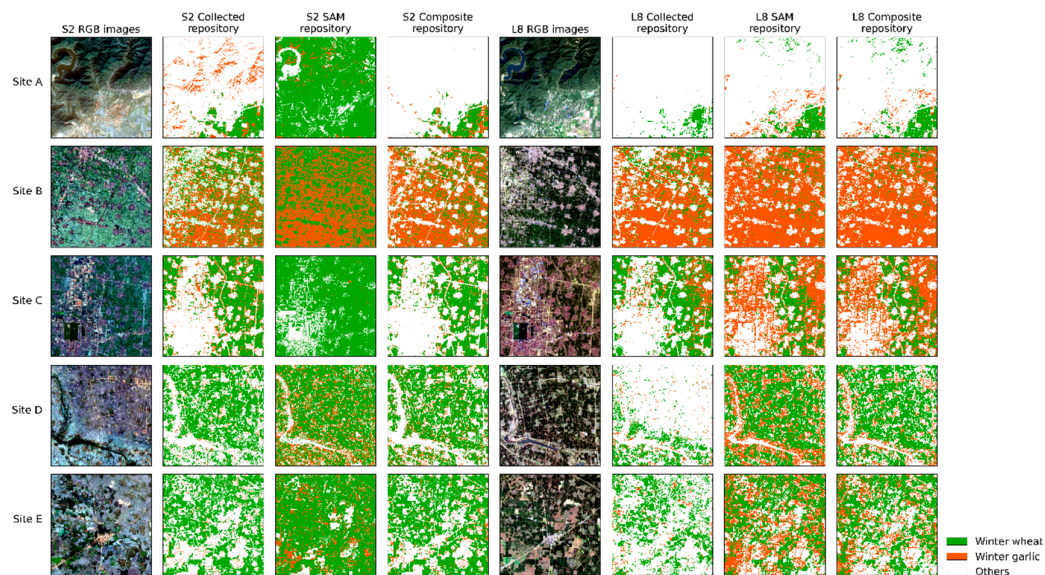 S2 RGB images
S2 Collected
repository
S2 SAM
repository
S2 Composite
repository
L8 RGB images
L8 Collected
repository
L8 SAM
repository
L8 Composite
repository
Site A
Site B
Site C
Site D
Site E
Winter wheat
Winter garlic
Others